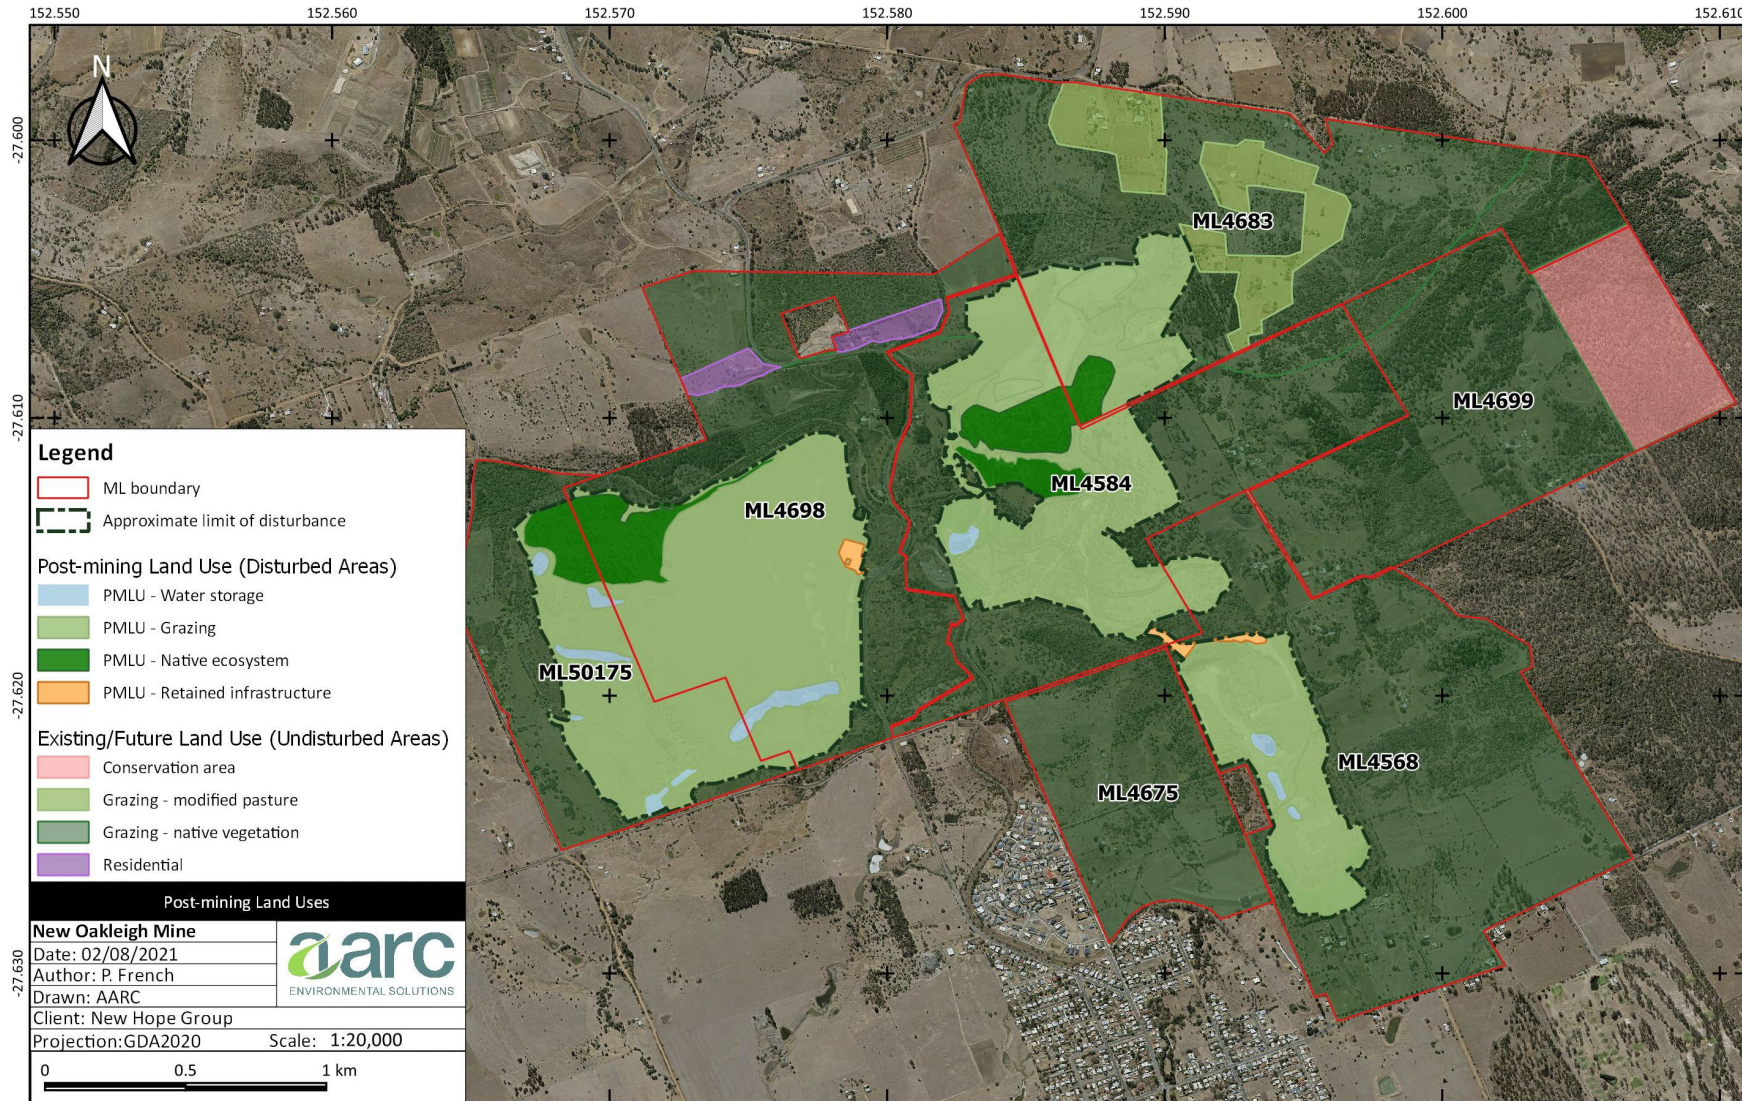 152.550 152.560 152.570 152.580 152.590 152.600 152.610
N
-27.600
-27.610
-27.620
-27.630
ML4683
ML4699
ML4584
ML4698
ML50175
ML4568
ML4675
Legend
ML boundary
Approximate limit of disturbance
Post-mining Land Use (Disturbed Areas)
PMLU - Water storage
PMLU - Grazing
PMLU - Native ecosystem
PMLU - Retained infrastructure
Existing/Future Land Use (Undisturbed Areas)
Conservation area
Grazing - modified pasture
Grazing - native vegetation
Residential
Post-mining Land Uses
New Oakleigh Mine
Date: 02/08/2021
Author: P. French
Drawn: AARC
aarc
ENVIRONMENTAL SOLUTIONS
Client: New Hope Group
Projection:GDA2020 Scale: 1:20,000
0 0.5 1 km